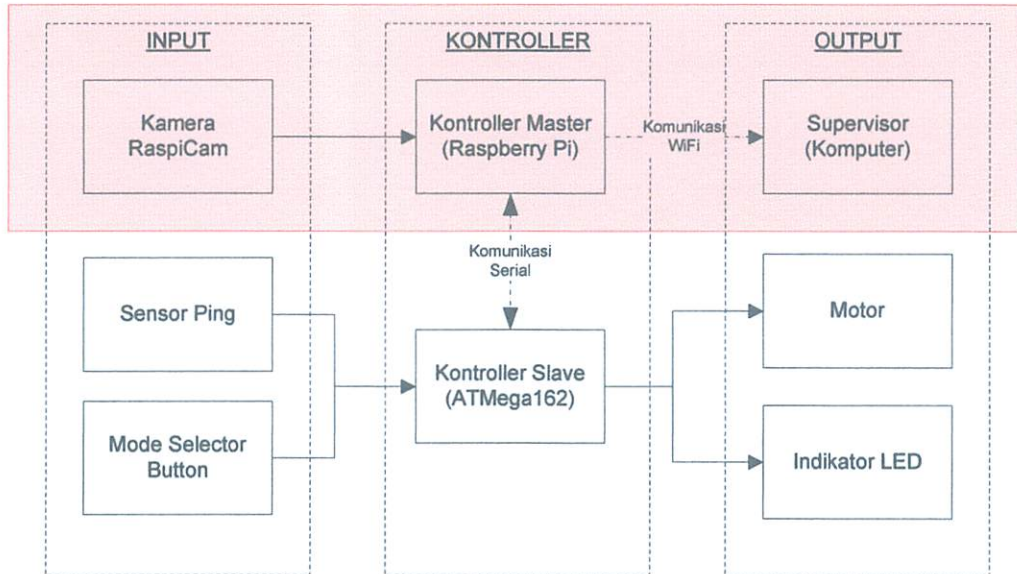 INPUT
KONTROLLER
OUTPUT
Kamera
RaspiCam
Kontroller Master
(Raspberry Pi)
Komunikasi
WiFi
Supervisor
(Komputer)
Komunikasi
Serial
Sensor Ping
Motor
Kontroller Slave
(ATMega162)
Mode Selector
Button
Indikator LED